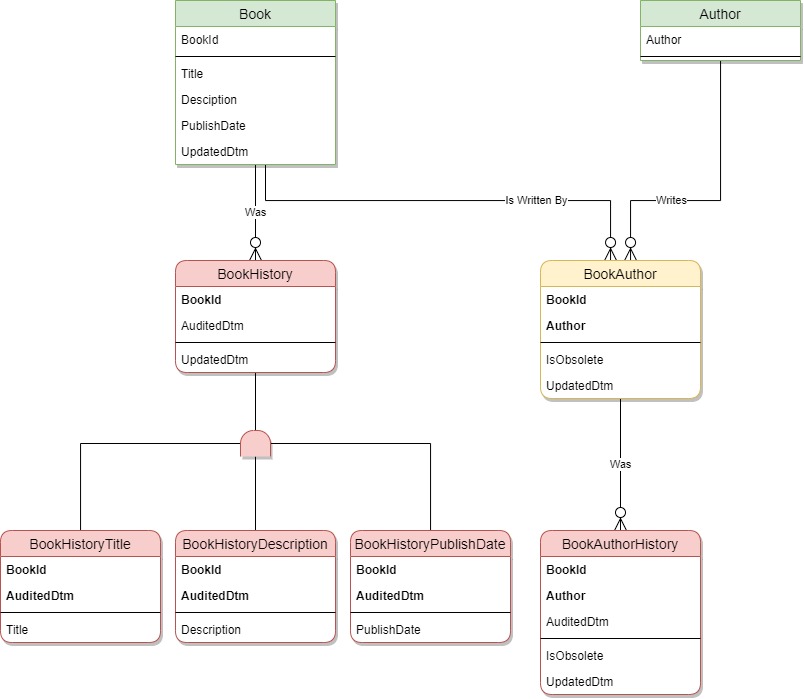 Book
BookId
Title
Desciption
PublishDate
UpdatedDtm
Author
Author
Was
Is Written By
Writes
BookHistory
BookId
AuditedDtm
UpdatedDtm
BookAuthor
BookId
Author
IsObsolete
UpdatedDtm
Was
BookHistoryTitle
BookId
AuditedDtm
Title
BookHistoryDescription
BookId
AuditedDtm
Description
BookHistoryPublishDate
BookId
AuditedDtm
PublishDate
BookAuthorHistory
BookId
Author
AuditedDtm
IsObsolete
UpdatedDtm